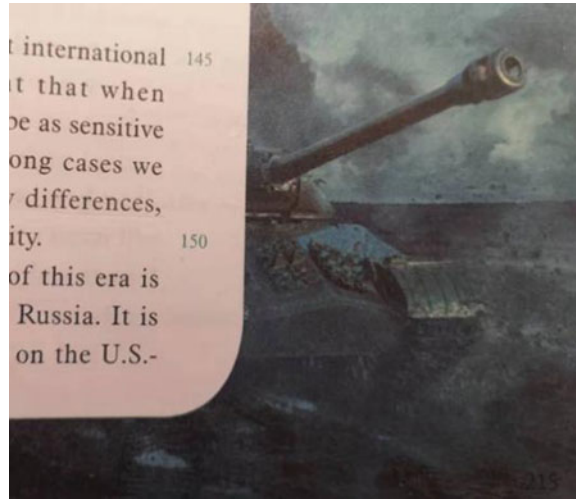 t international 145
t that when
be as sensitive
ong cases we
differences,
ity. 150
of this era is
Russia. It is
on the U.S.-
215